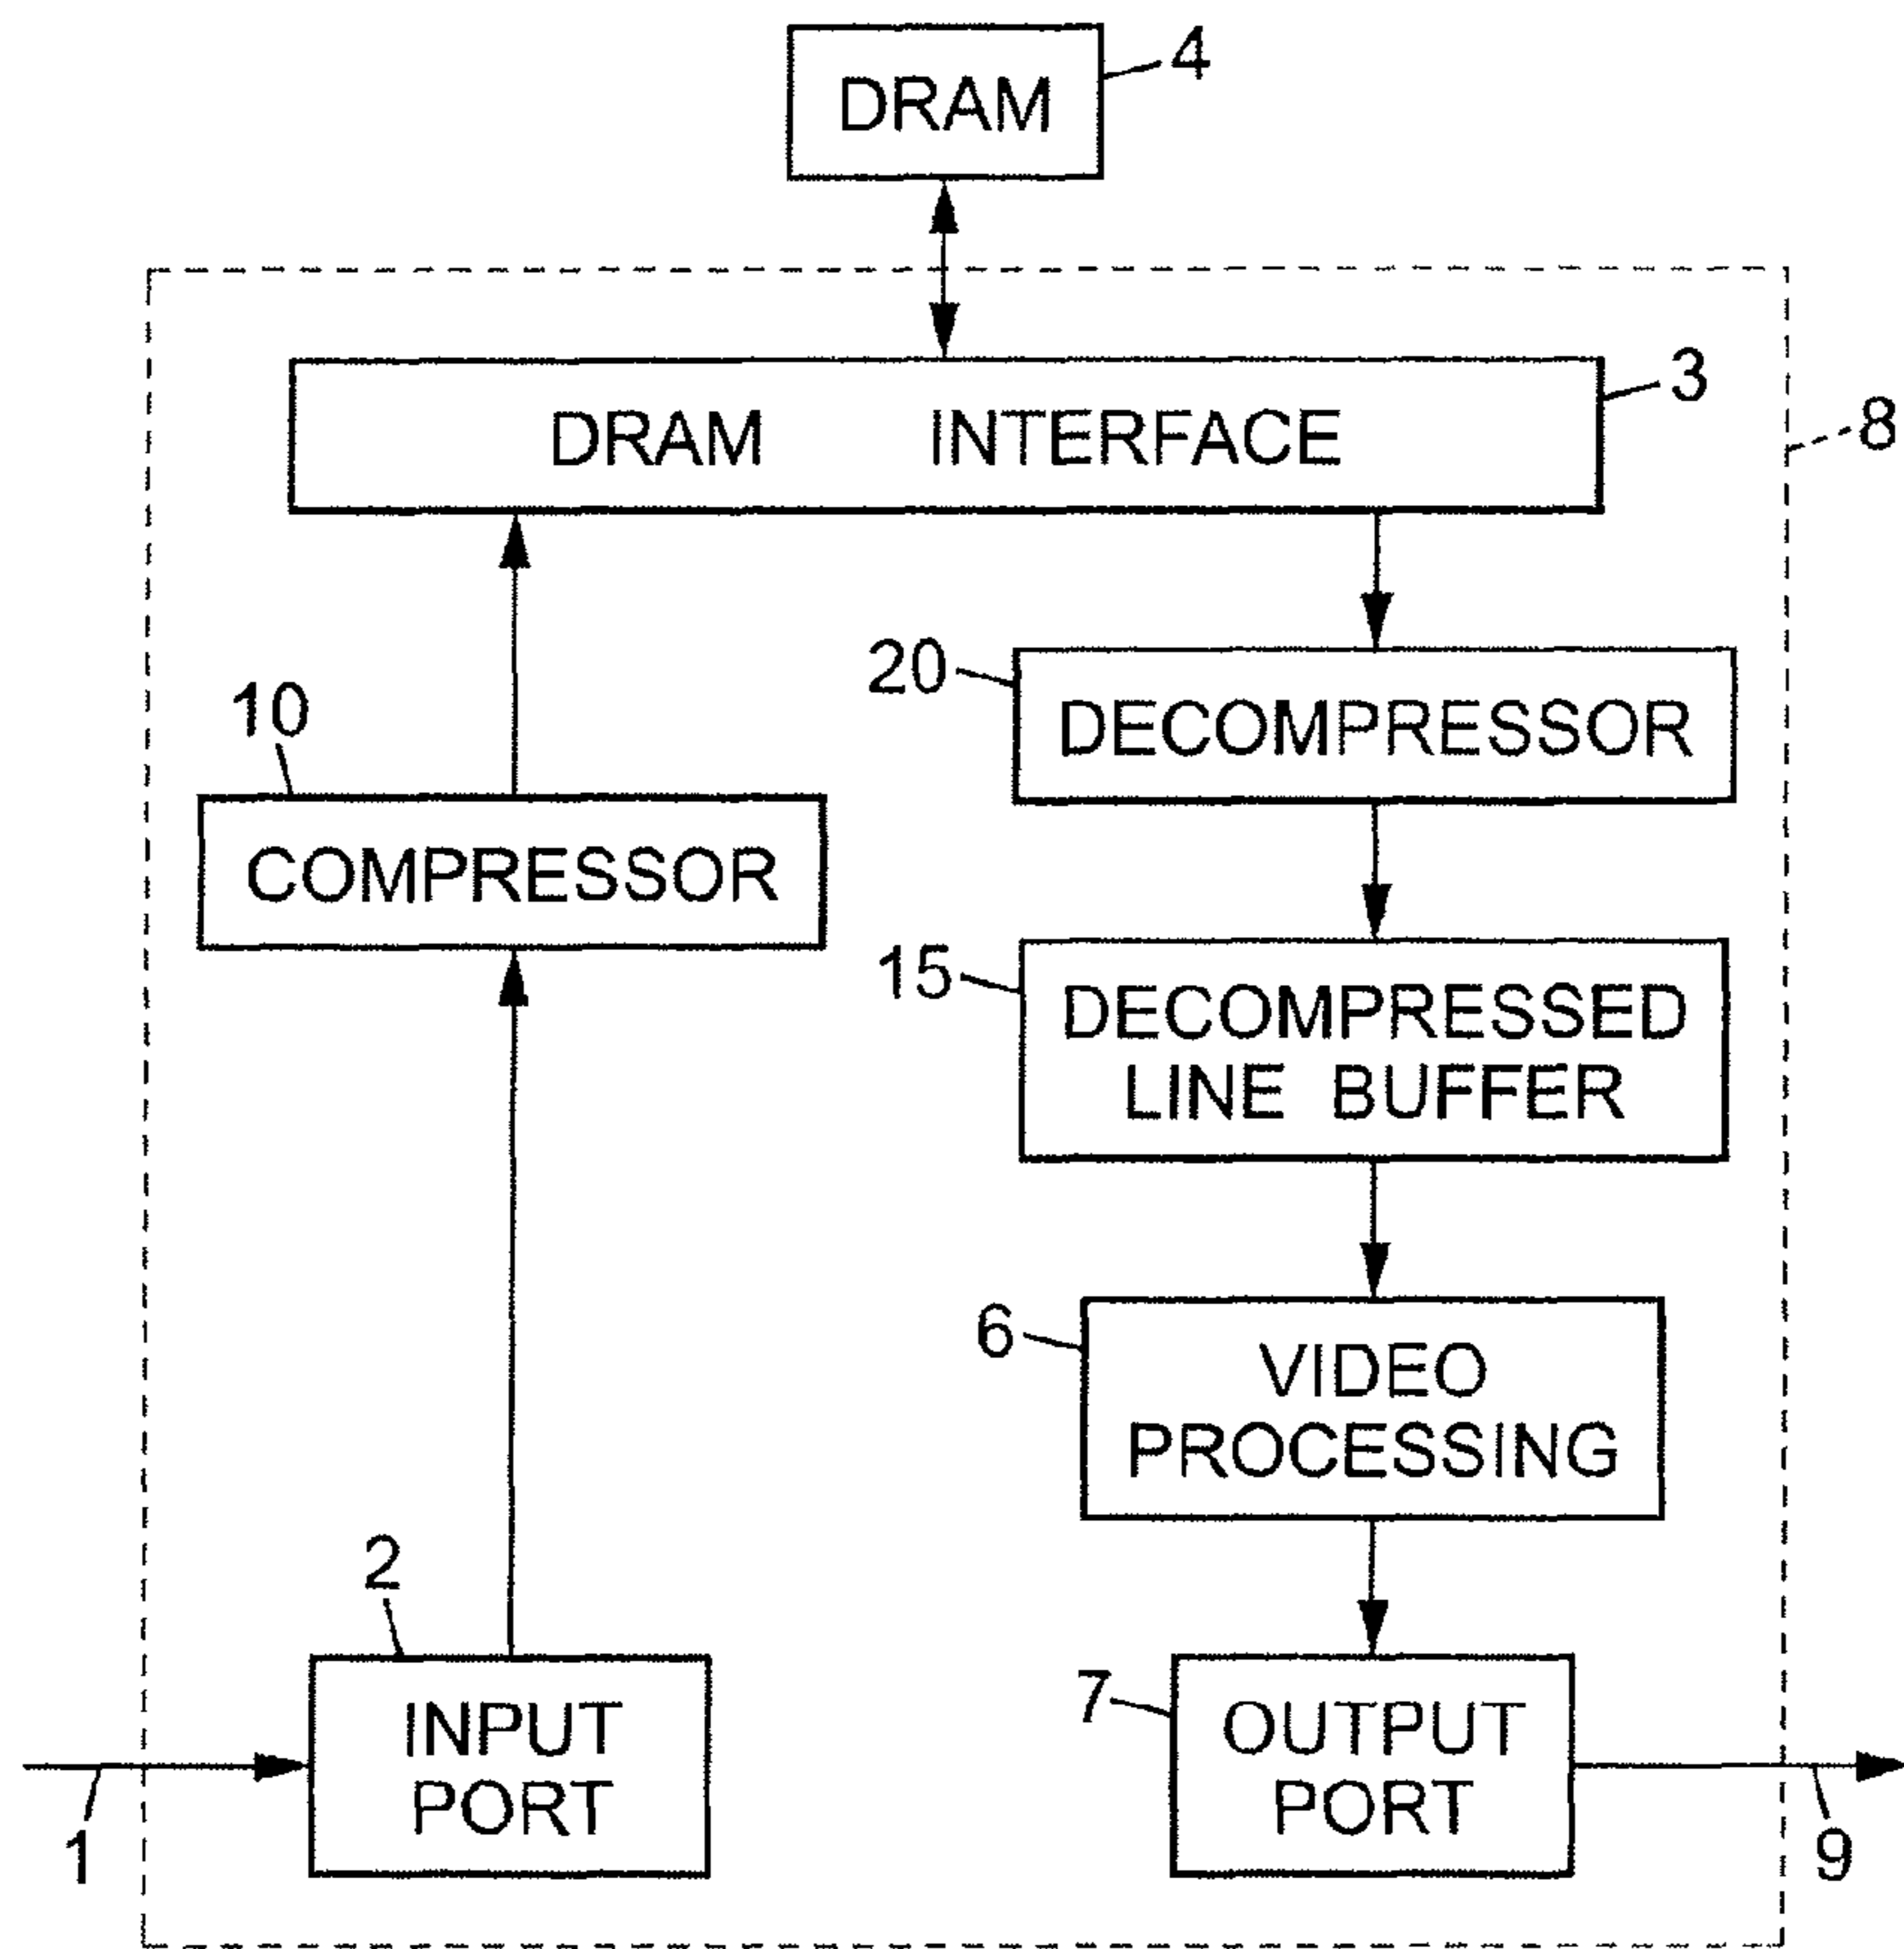 DRAM
4
DRAM INTERFACE
3
8
20
DECOMPRESSOR
10
COMPRESSOR
15
DECOMPRESSED
LINE BUFFER
6
VIDEO
PROCESSING
2
INPUT
PORT
7
OUTPUT
PORT
1
9